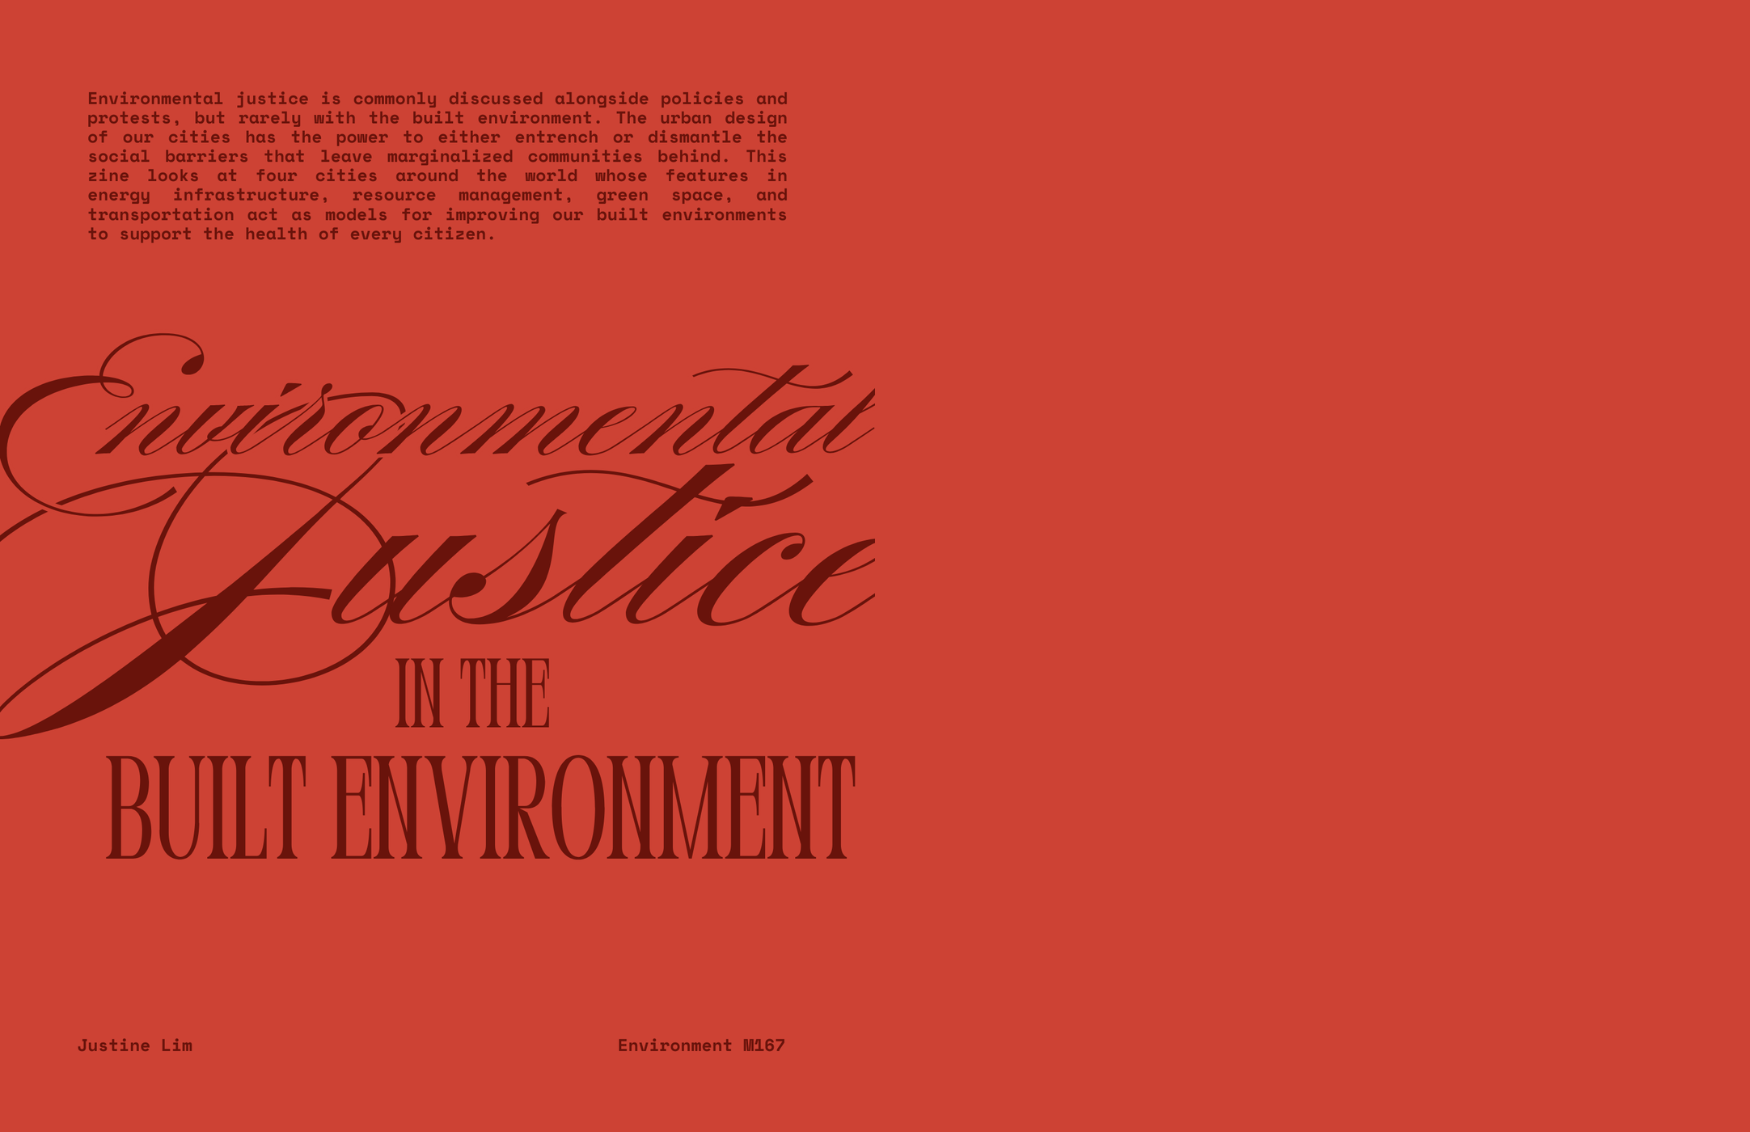 Environmental justice is commonly discussed alongside policies and
protests, but rarely with the built environment. The urban design
of our cities has the power to either entrench or dismantle the
social barriers that leave marginalized communities behind. This
zine looks at four cities around the world whose features in
energy infrastructure, resource management, green space, and
transportation act as models for improving our built environments
to support the health of every citizen.
Environmental
Justice
IN THE
BUILT ENVIRONMENT
Justine Lim
Environment M167